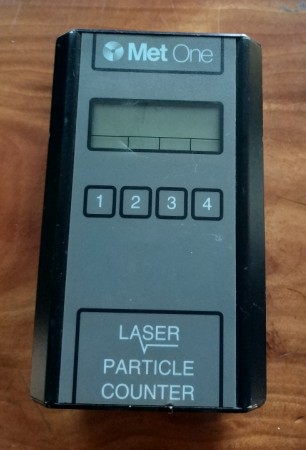 Met One
1 2 3 4
LASER
PARTICLE
COUNTER